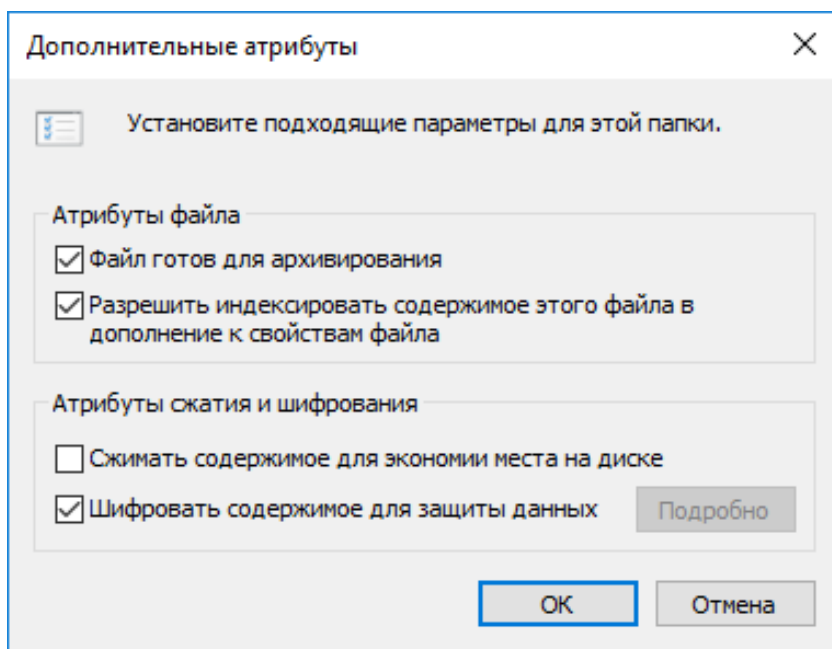 Дополнительные атрибуты
Установите подходящие параметры для этой папки.
Атрибуты файла
Файл готов для архивирования
Разрешить индексировать содержимое этого файла в
дополнение к свойствам файла
Атрибуты сжатия и шифрования
Сжимать содержимое для экономии места на диске
Шифровать содержимое для защиты данных Подробно
ОК Отмена